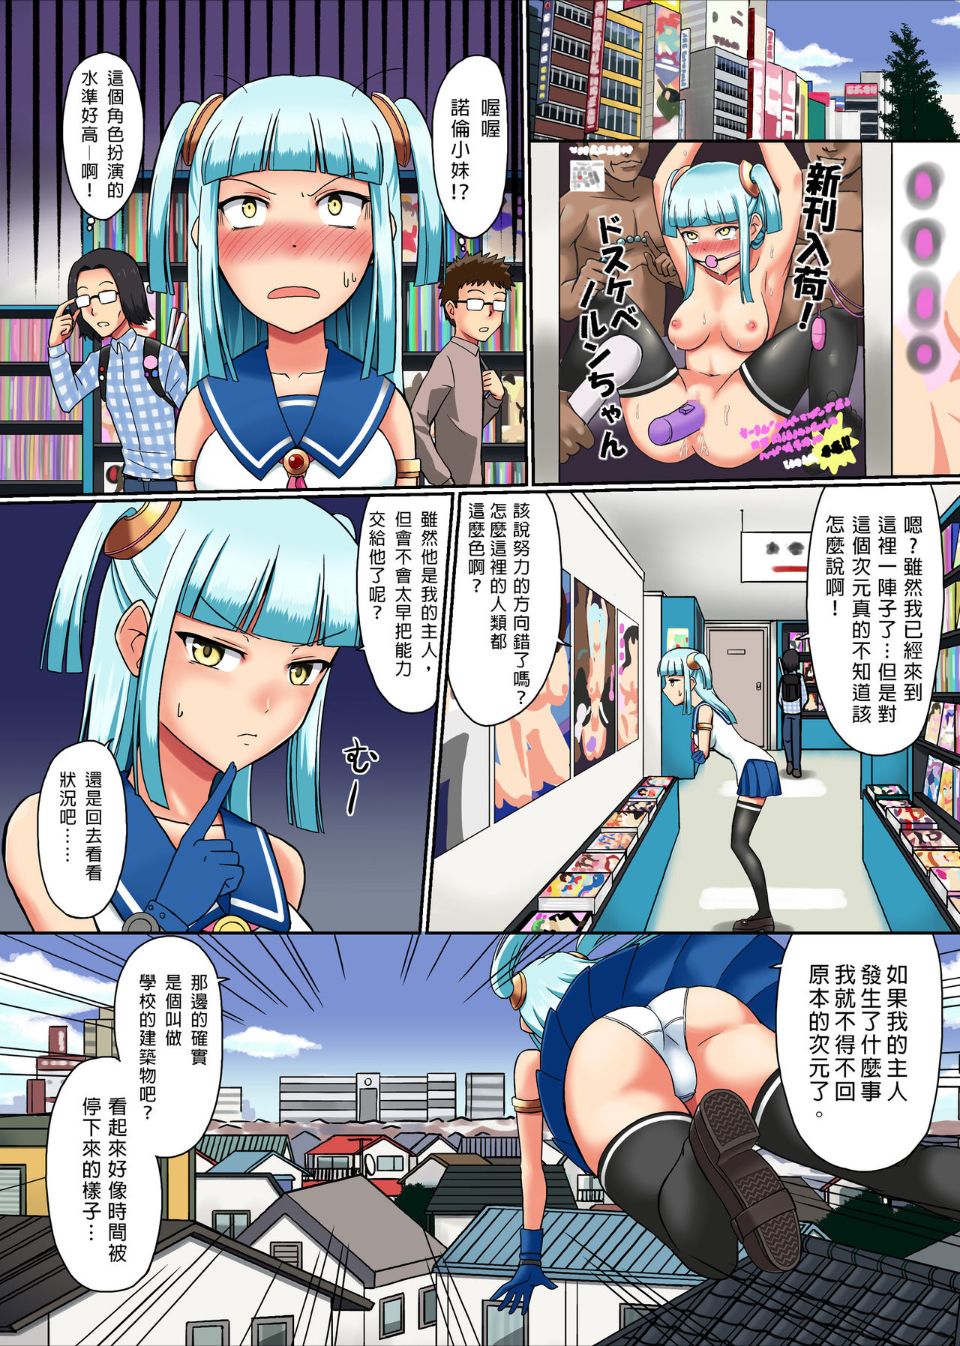 新刊入荷！
ドスケベ
ノールンちゃん
喔喔
諾倫小妹!?
這個角色扮演的
水準好高—啊！
嗯？雖然我已經來到
這裡一陣子了…但是對
這個次元真的不知道該
怎麼說啊！
該說努力的方向錯了嗎？
怎麼這裡的人類都
這麼色啊？
雖然他是我的主人，
但會不會太早把能力
交給他了呢？
むー
還是回去看看
狀況吧……
如果我的主人
發生了什麼事
我就不得不回
原本的次元了。
那邊的確實
是個叫做
學校的建築物吧？
看起來好像時間被
停下來的樣子…